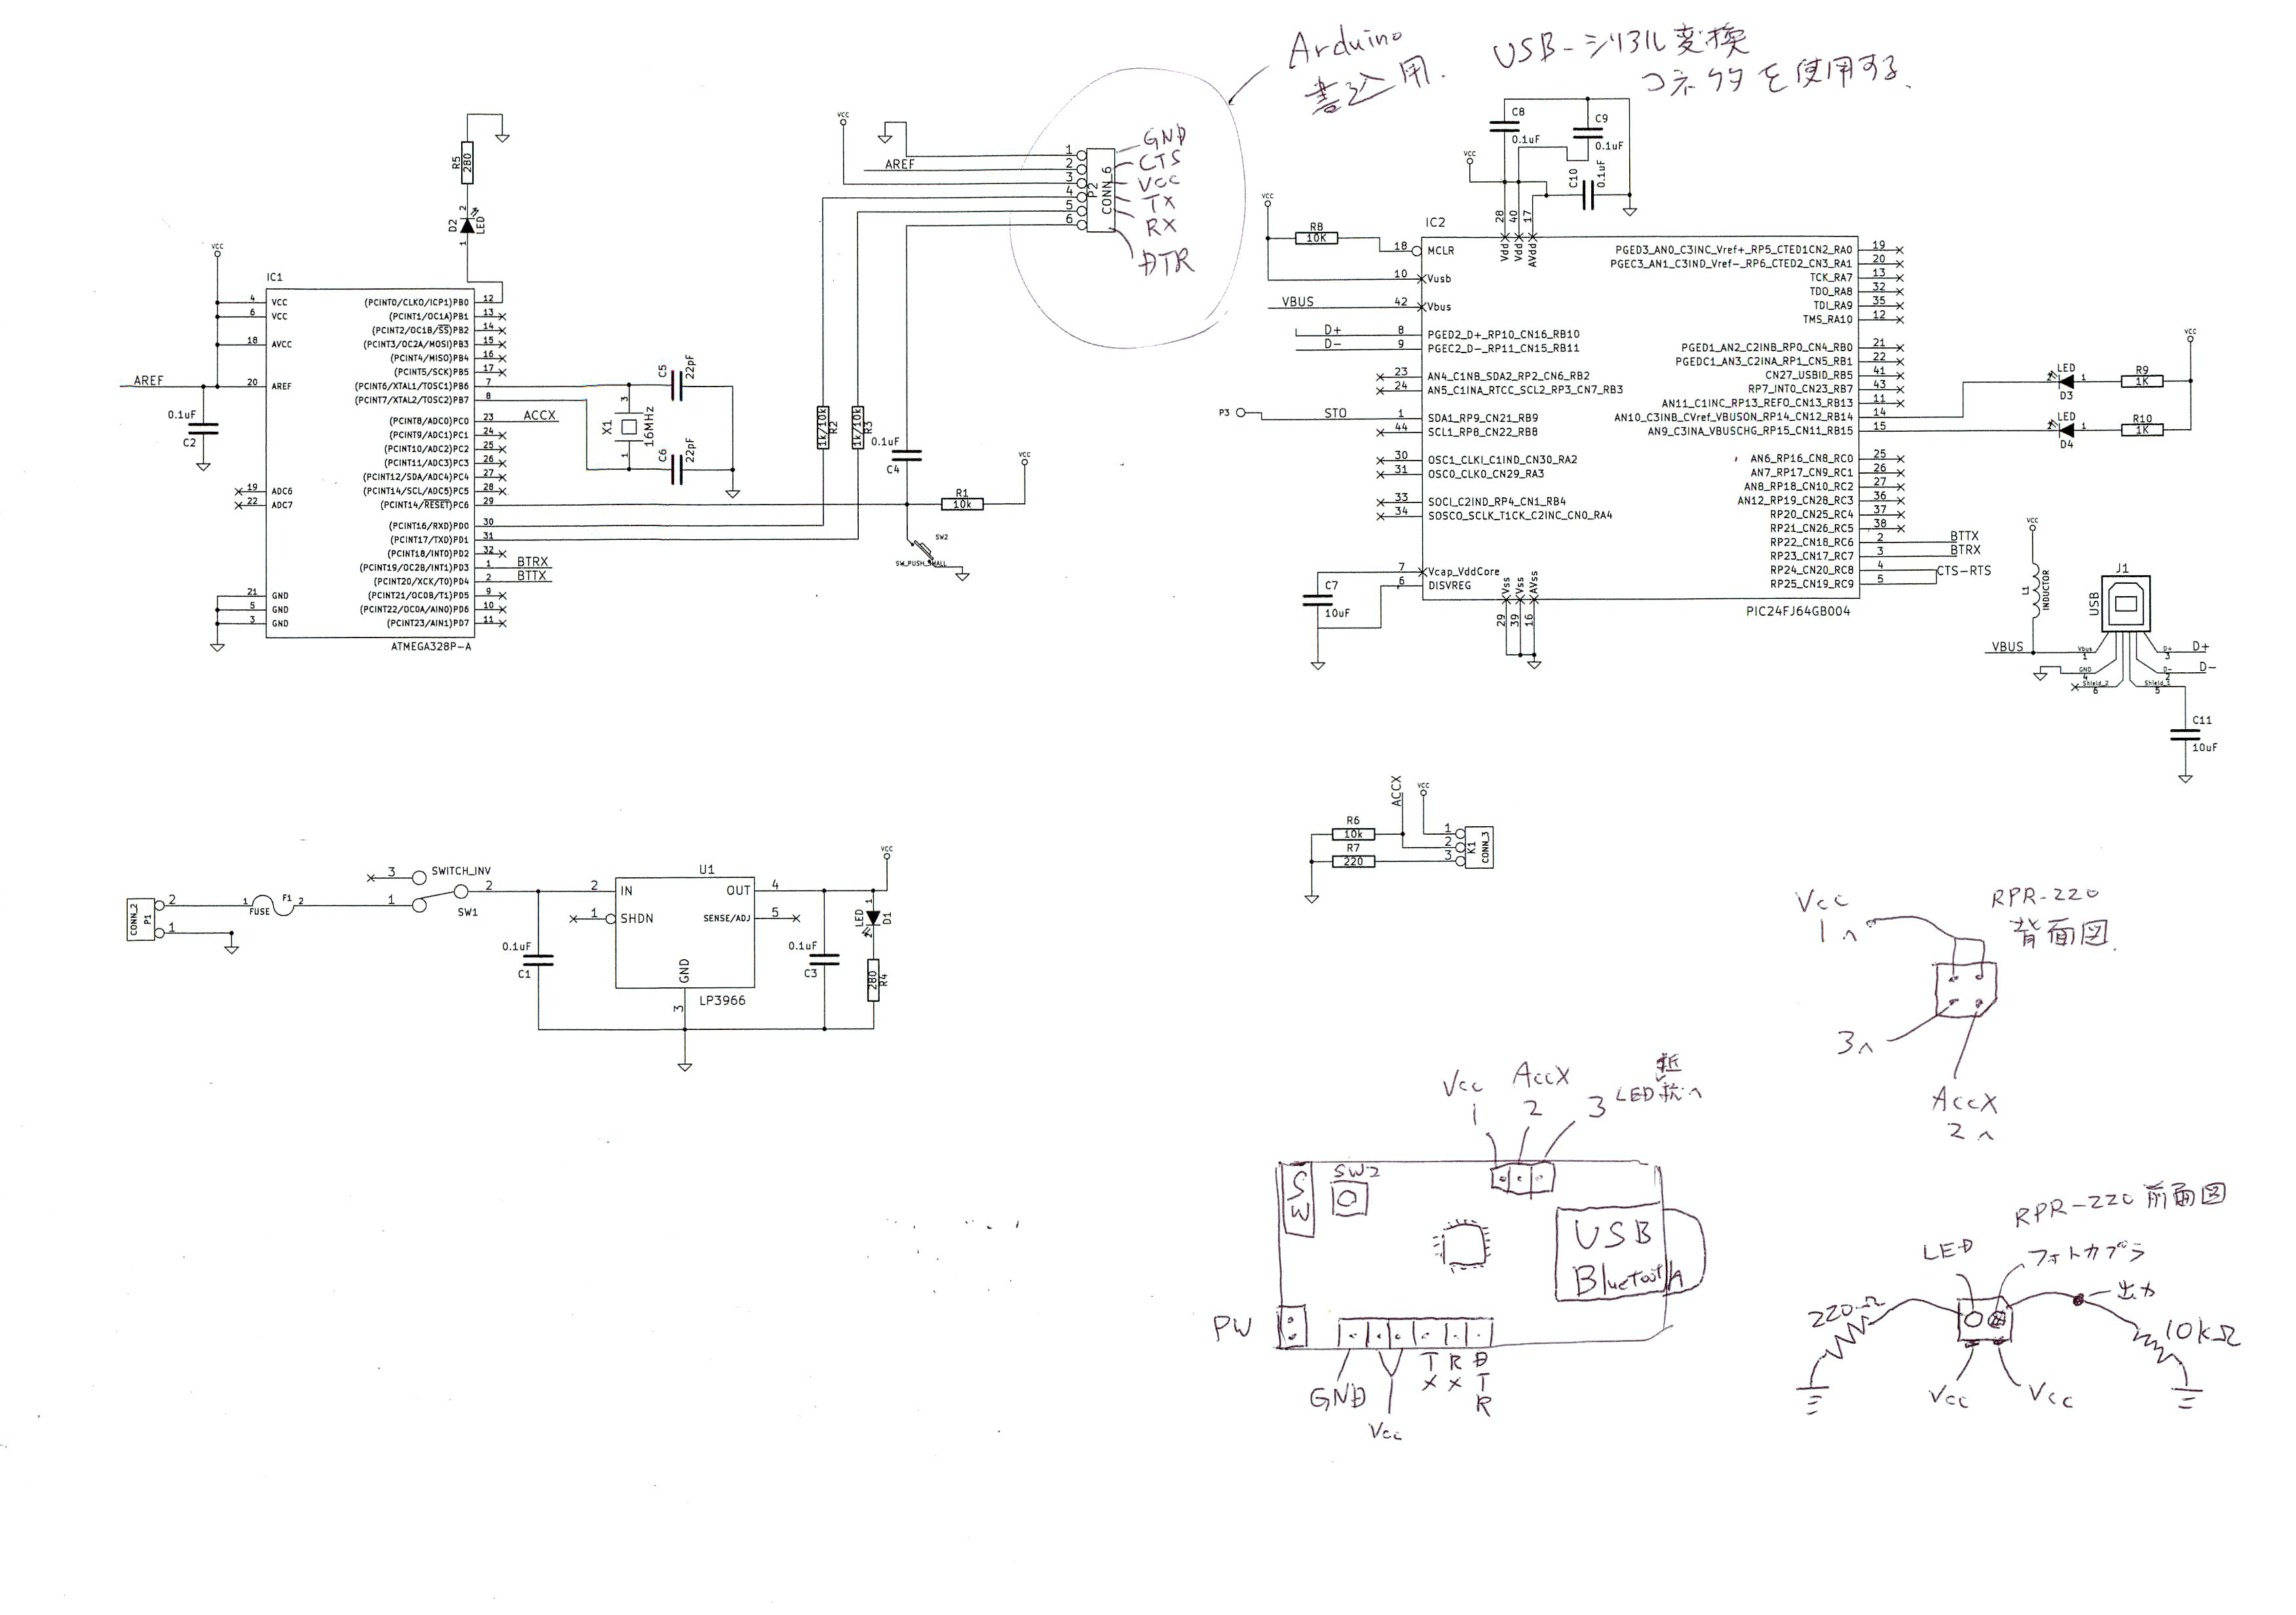 Arduino
書込用.
USB-シリアル変換
コネクタを使用する.
VCC
AREF
1
2
3
4
5
6
P2
CONN_6
GND
CTS
Vcc
TX
RX
DTR
R5
280
D2
LED
2
1
VCC
IC1
4 VCC
6 VCC
18 AVCC
AREF
20 AREF
0.1uF
C2
19 ADC6
22 ADC7
21 GND
5 GND
3 GND
(PCINT0/CLKO/ICP1)PB0 12
(PCINT1/OC1A)PB1 13
(PCINT2/OC1B/SS)PB2 14
(PCINT3/OC2A/MOSI)PB3 15
(PCINT4/MISO)PB4 16
(PCINT5/SCK)PB5 17
(PCINT6/XTAL1/TOSC1)PB6 7
(PCINT7/XTAL2/TOSC2)PB7 8
(PCINT8/ADC0)PC0 23 ACCX
(PCINT9/ADC1)PC1 24
(PCINT10/ADC2)PC2 25
(PCINT11/ADC3)PC3 26
(PCINT12/SDA/ADC4)PC4 27
(PCINT14/SCL/ADC5)PC5 28
(PCINT14/RESET)PC6 29
(PCINT16/RXD)PD0 30
(PCINT17/TXD)PD1 31
(PCINT18/INT0)PD2 32
(PCINT19/OC2B/INT1)PD3 1 BTRX
(PCINT20/XCK/T0)PD4 2 BTTX
(PCINT21/OC0B/T1)PD5 9
(PCINT22/OC0A/AIN0)PD6 10
(PCINT23/AIN1)PD7 11
ATMEGA328P-A
C5
22pF
X1
16MHz
3
1
C6
22pF
1k/10k
R2
1k/10k
R3
0.1uF
C4
VCC
R1
10k
SW2
SW_PUSH_SMALL
C8
0.1uF
C9
0.1uF
C10
0.1uF
VCC
VCC
R8
10K
IC2
28 Vdd
40 Vdd
17 AVdd
18 MCLR
10 Vusb
VBUS 42 Vbus
D+ 8 PGED2_D+_RP10_CN16_RB10
D- 9 PGEC2_D-_RP11_CN15_RB11
23 AN4_C1NB_SDA2_RP2_CN6_RB2
24 AN5_C1INA_RTCC_SCL2_RP3_CN7_RB3
P3 STO 1 SDA1_RP9_CN21_RB9
44 SCL1_RP8_CN22_RB8
30 OSC1_CLKI_C1IND_CN30_RA2
31 OSC0_CLK0_CN29_RA3
33 SOCI_C2IND_RP4_CN1_RB4
34 SOSCO_SCLK_T1CK_C2INC_CN0_RA4
7 Vcap_VddCore
6 DISVREG
C7
10uF
29 Vss
39 Vss
16 AVss
PGED3_AN0_C3INC_Vref+_RP5_CTED1CN2_RA0 19
PGEC3_AN1_C3IND_Vref-_RP6_CTED2_CN3_RA1 20
TCK_RA7 13
TDO_RA8 32
TDI_RA9 35
TMS_RA10 12
PGED1_AN2_C2INB_RP0_CN4_RB0 21
PGEDC1_AN3_C2INA_RP1_CN5_RB1 22
CN27_USBID_RB5 41
RP7_INT0_CN23_RB7 43
AN11_C1INC_RP13_REF0_CN13_RB13 11
AN10_C3INB_CVref_VBUSON_RP14_CN12_RB14 14
AN9_C3INA_VBUSCHG_RP15_CN11_RB15 15
AN6_RP16_CN8_RC0 25
AN7_RP17_CN9_RC1 26
AN8_RP18_CN10_RC2 27
AN12_RP19_CN28_RC3 36
RP20_CN25_RC4 37
RP21_CN26_RC5 38
RP22_CN18_RC6 2 BTTX
RP23_CN17_RC7 3 BTRX
RP24_CN20_RC8 4 CTS-RTS
RP25_CN19_RC9 5
PIC24FJ64GB004
VCC
LED
2 1
D3
R9
1K
LED
2 1
D4
R10
1K
VCC
L1
INDUCTOR
J1
USB
VBUS
Vbus
1
D+
3
D+
GND
4
D-
2
D-
Shield_2
6
Shield_1
5
C11
10uF
CONN_2
P1
2
1
1 F1 2
FUSE
3 SWITCH_INV
1
2
SW1
0.1uF
C1
U1
2 IN
OUT 4
1 SHDN
SENSE/ADJ 5
GND
3
LP3966
0.1uF
C3
VCC
LED
1
2
D1
280
R4
ACCX
VCC
R6
10k
R7
220
1
2
3
K1
CONN_3
Vcc
1へ
RPR-220
背面図.
3へ
AccX
2へ
Vcc
1
AccX
2
3 LED抵抗へ
SW
SW2
USB
Bluetooth
PW
GND
Vcc
TX
RX
DTR
RPR-220 前面図
LED
フォトカプラ
出力
220Ω
10kΩ
Vcc
Vcc